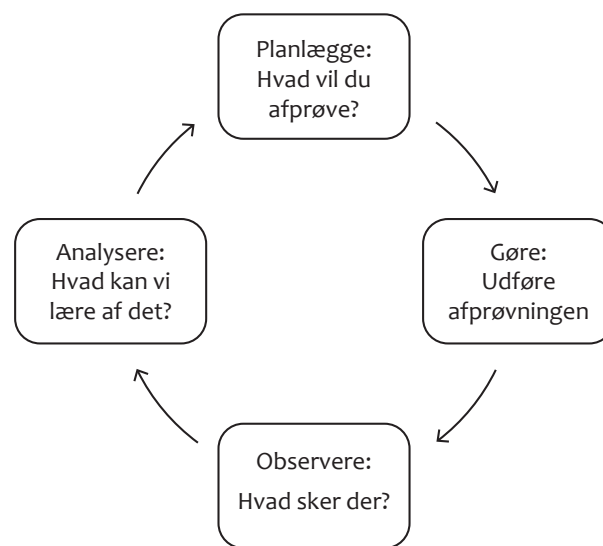 Planlægge:
Hvad vil du
afprøve?
Gøre:
Udføre
afprøvningen
Observere:
Hvad sker der?
Analysere:
Hvad kan vi
lære af det?